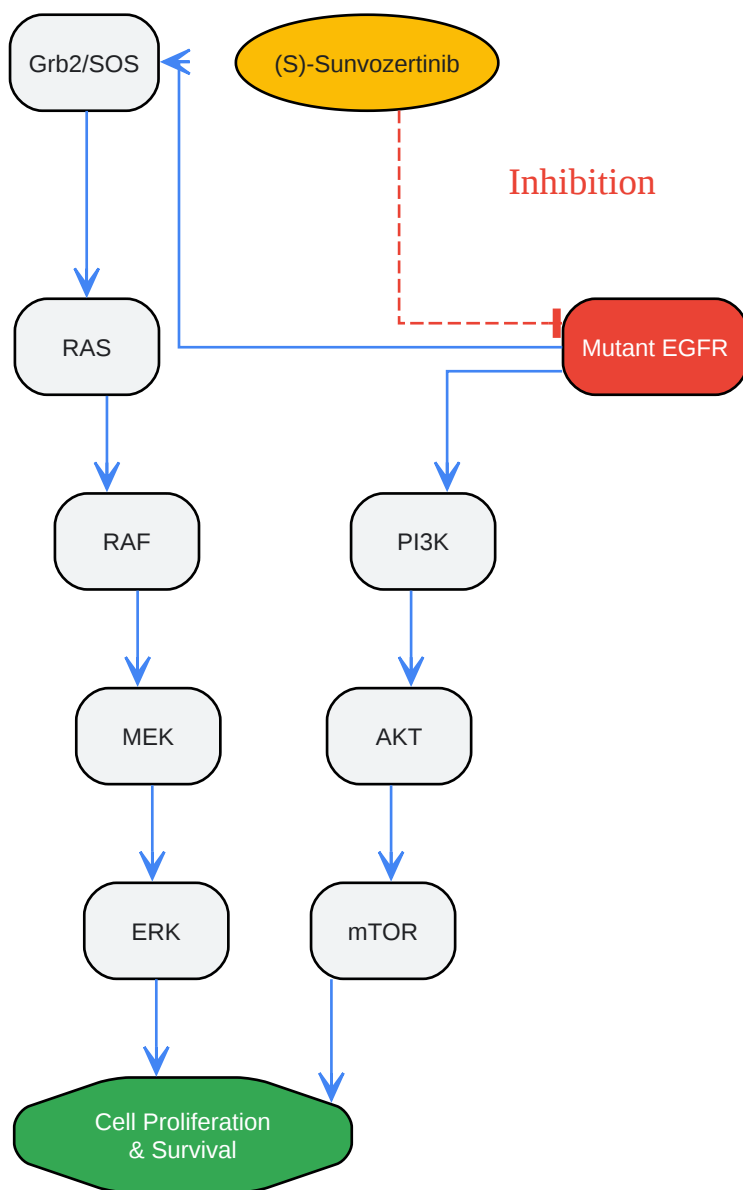 Grb2/SOS
(S)-Sunvozertinib
Inhibition
RAS
Mutant EGFR
RAF
PI3K
MEK
AKT
ERK
mTOR
Cell Proliferation
& Survival